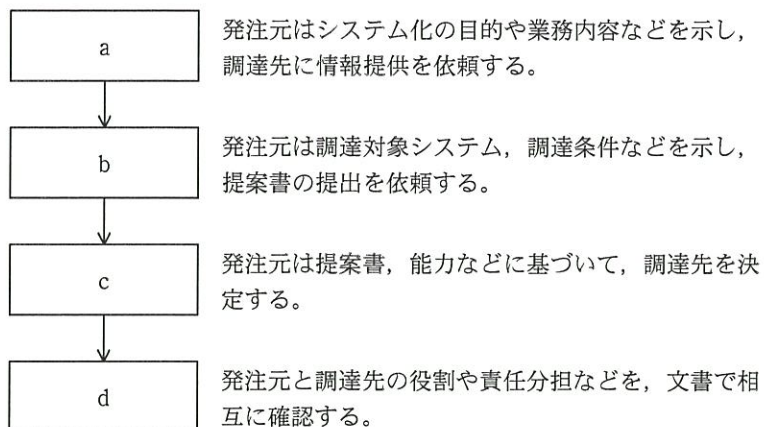 a
発注元はシステム化の目的や業務内容などを示し，
調達先に情報提供を依頼する。
b
発注元は調達対象システム，調達条件などを示し，
提案書の提出を依頼する。
c
発注元は提案書，能力などに基づいて，調達先を決
定する。
d
発注元と調達先の役割や責任分担などを，文書で相
互に確認する。